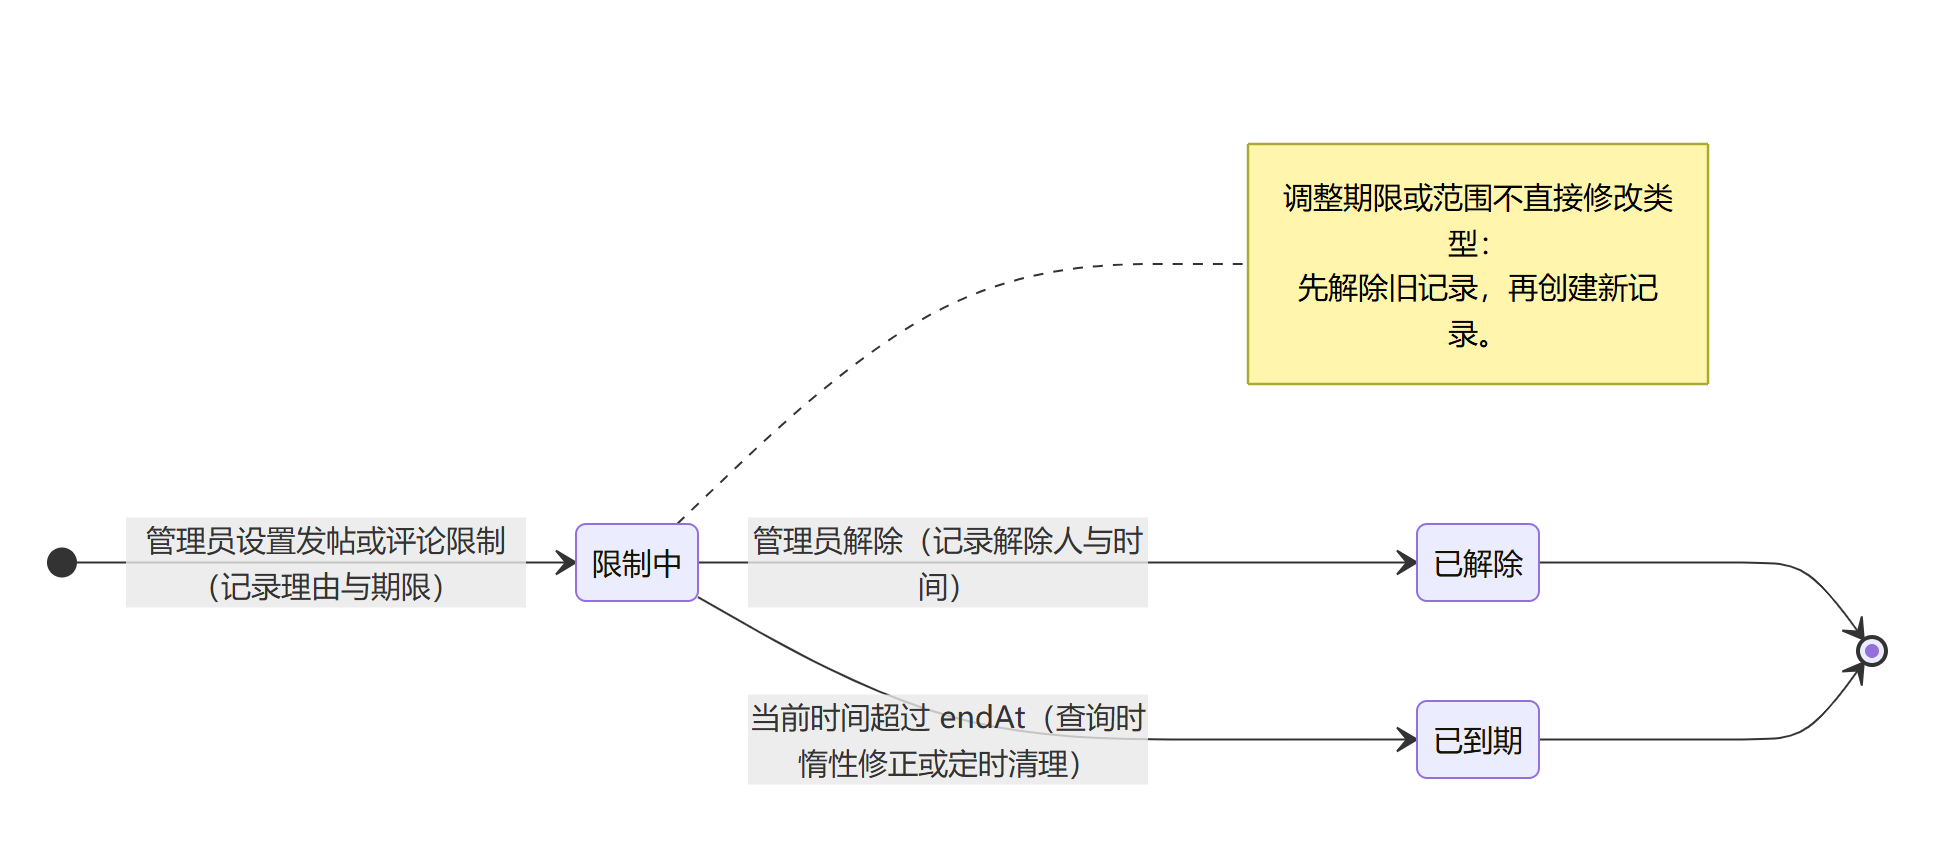 调整期限或范围不直接修改类
型：
先解除旧记录，再创建新记
录。
管理员设置发帖或评论限制
（记录理由与期限）
限制中
管理员解除（记录解除人与时
间）
已解除
当前时间超过 endAt（查询时
惰性修正或定时清理）
已到期